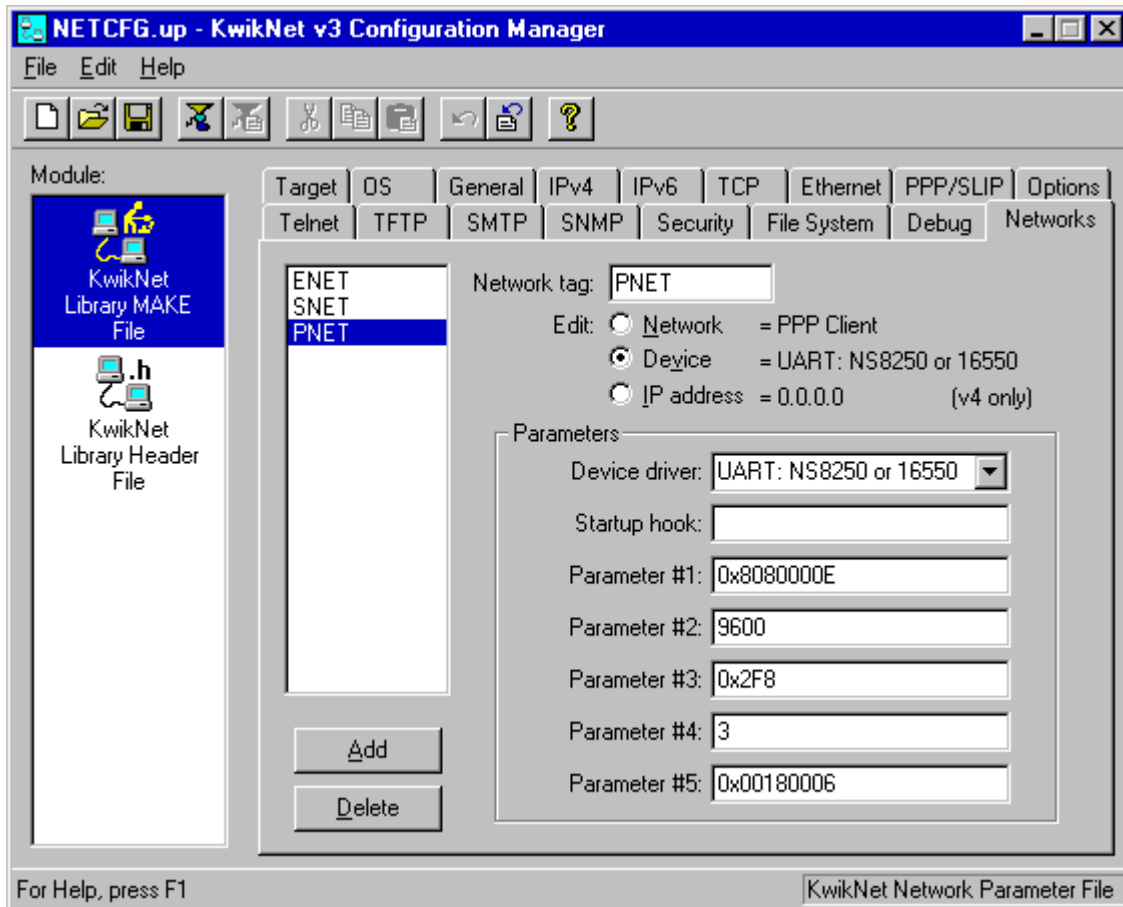 NETCFG.up - KwikNet v3 Configuration Manager
File Edit Help
Module:
KwikNet
Library MAKE
File
.h
KwikNet
Library Header
File
Target OS General IPv4 IPv6 TCP Ethernet PPP/SLIP Options
Telnet TFTP SMTP SNMP Security File System Debug Networks
ENET
SNET
PNET
Add
Delete
Network tag: PNET
Edit: Network = PPP Client
Device = UART: NS8250 or 16550
IP address = 0.0.0.0 (v4 only)
Parameters
Device driver: UART: NS8250 or 16550
Startup hook:
Parameter #1: 0x8080000E
Parameter #2: 9600
Parameter #3: 0x2F8
Parameter #4: 3
Parameter #5: 0x00180006
For Help, press F1
KwikNet Network Parameter File